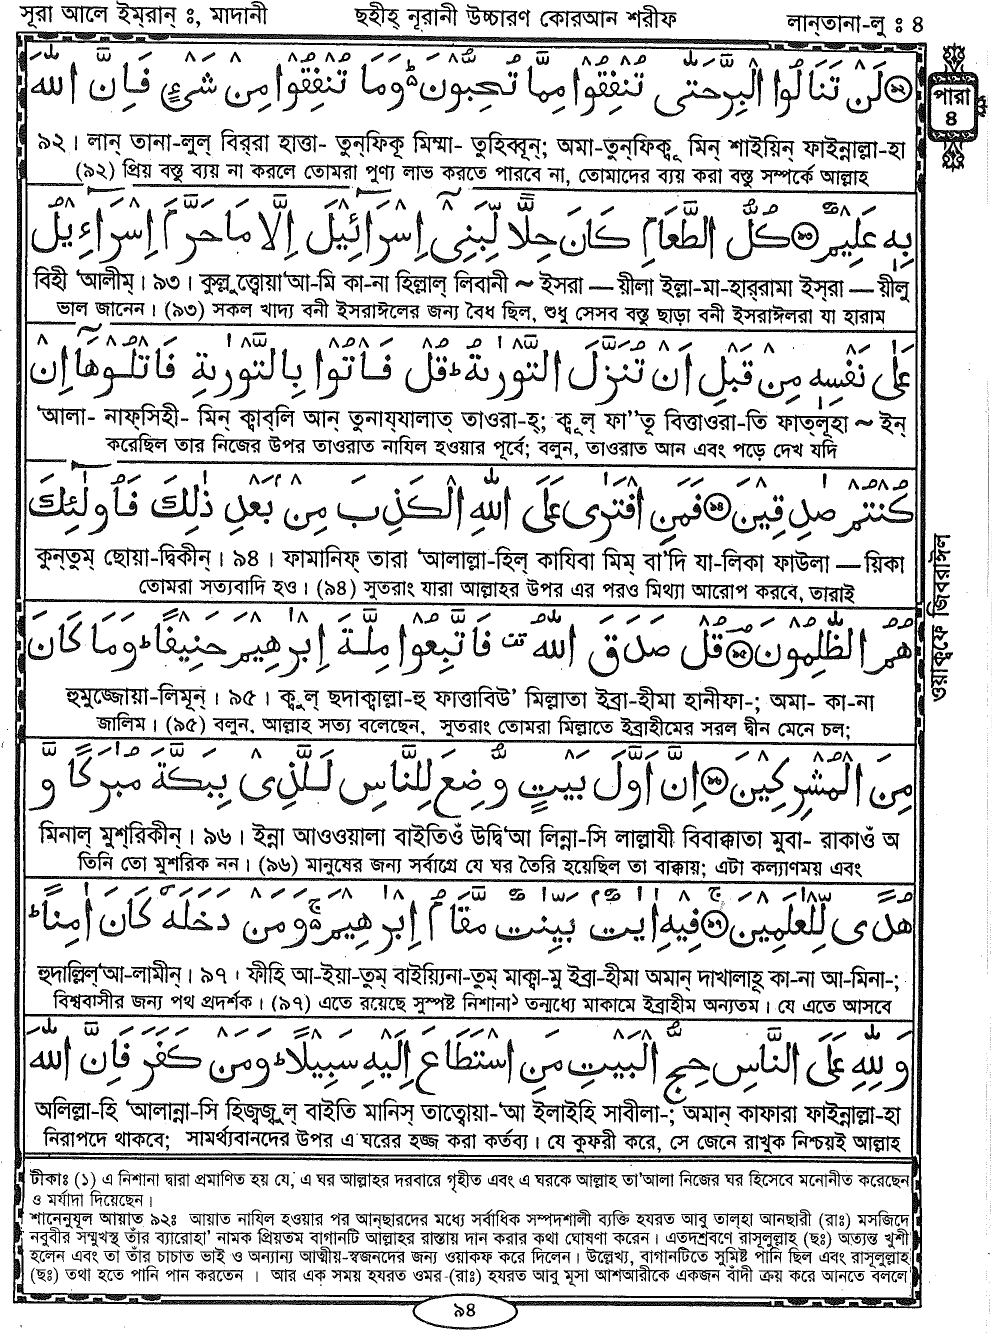 সূরা আলে ইমরান্ ঃ, মাদানী ছহীহ্ নূরানী উচ্চারণ কোরআন শরীফ লান্‌তানা-লু ঃ ৪
পারা
৪
لَنْ تَنَالُوا الْبِرَّ حَتّٰى تُنْفِقُوْا مِمَّا تُحِبُّوْنَ ؕ وَمَا تُنْفِقُوْا مِنْ شَىْءٍ فَاِنَّ اللّٰهَ
৯২। লান্ তানা-লুল্ বির্‌রা হাত্তা- তুন্‌ফিকূ মিম্মা- তুহিব্বূন্; অমা-তুন্‌ফিক্বূ মিন্ শাইয়িন্ ফাইন্নাল্লা-হা
(৯২) প্রিয় বস্তু ব্যয় না করলে তোমরা পুণ্য লাভ করতে পারবে না, তোমাদের ব্যয় করা বস্তু সম্পর্কে আল্লাহ
بِهٖ عَلِيْمٌ ۝۹۲ كُلُّ الطَّعَامِ كَانَ حِلًّا لِّبَنِىْٓ اِسْرَآئِيْلَ اِلَّا مَا حَرَّمَ اِسْرَآءِيْلُ
বিহী ‘আলীম্। ৯৩। কুল্লুত্ত্বোয়া‘আ-মি কা-না হিল্লাল্ লিবানী ~ ইসরা — য়ীলা ইল্লা-মা-হার্‌রামা ইস্‌রা — য়ীলু
ভাল জানেন। (৯৩) সকল খাদ্য বনী ইসরাঈলের জন্য বৈধ ছিল, শুধু সেসব বস্তু ছাড়া বনী ইসরাঈলরা যা হারাম
عَلٰى نَفْسِهٖ مِنْ قَبْلِ اَنْ تُنَزَّلَ التَّوْرٰىةُ ؕ قُلْ فَاْتُوْا بِالتَّوْرٰىةِ فَاتْلُوْهَآ اِنْ
‘আলা- নাফ্‌সিহী- মিন্ ক্বাব্‌লি আন্ তুনায্‌যালাত্ তাওরা-হ্; ক্বূল্ ফা’’তূ বিত্তাওরা-তি ফাত্‌লূহা ~ ইন্
করেছিল তার নিজের উপর তাওরাত নাযিল হওয়ার পূর্বে; বলুন, তাওরাত আন এবং পড়ে দেখ যদি
كُنْتُمْ صٰدِقِيْنَ ۝۹۳ فَمَنِ افْتَرٰى عَلَى اللّٰهِ الْكَذِبَ مِنْۢ بَعْدِ ذٰلِكَ فَاُولٰٓئِكَ
কুন্‌তুম্ ছোয়া-দ্বিকীন্। ৯৪। ফামানিফ্ তারা ‘আলাল্লা-হিল্ কাযিবা মিম্ বা’দি যা-লিকা ফাউলা — য়িকা
তোমরা সত্যবাদি হও। (৯৪) সুতরাং যারা আল্লাহর উপর এর পরও মিথ্যা আরোপ করবে, তারাই
هُمُ الظّٰلِمُوْنَ ۝۹۴ قُلْ صَدَقَ اللّٰهُ قف فَاتَّبِعُوْا مِلَّةَ اِبْرٰهِيْمَ حَنِيْفًا ؕ وَمَا كَانَ
হুমুজ্জোয়া-লিমূন্। ৯৫। ক্বূল্ ছদাক্বাল্লা-হু ফাত্তাবিউ’ মিল্লাতা ইব্রা-হীমা হানীফা-; অমা- কা-না
জালিম। (৯৫) বলুন, আল্লাহ সত্য বলেছেন, সুতরাং তোমরা মিল্লাতে ইব্রাহীমের সরল দ্বীন মেনে চল;
ওয়াক্বফে জিবরাঈল
مِنَ الْمُشْرِكِيْنَ ۝۹۵ اِنَّ اَوَّلَ بَيْتٍ وُّضِعَ لِلنَّاسِ لَلَّذِىْ بِبَكَّةَ مُبٰرَكًا وَّ
মিনাল্ মুশ্‌রিকীন্। ৯৬। ইন্না আওওয়ালা বাইতিওঁ উদ্বি‘আ লিন্না-সি লাল্লাযী বিবাক্কাতা মুবা- রাকাওঁ অ
তিনি তো মুশরিক নন। (৯৬) মানুষের জন্য সর্বাগ্রে যে ঘর তৈরি হয়েছিল তা বাক্কায়; এটা কল্যাণময় এবং
هُدًى لِّلْعٰلَمِيْنَ ۝۹۶ فِيْهِ اٰيٰتٌۢ بَيِّنٰتٌ مَّقَامُ اِبْرٰهِيْمَ ۚ وَمَنْ دَخَلَهٗ كَانَ اٰمِنًا ؕ
হুদাল্লিল্‘আ-লামীন্। ৯৭। ফীহি আ-ইয়া-তুম্ বাইয়্যিনা-তুম্ মাক্বা-মু ইব্রা-হীমা অমান্ দাখালাহূ কা-না আ-মিনা-;
বিশ্ববাসীর জন্য পথ প্রদর্শক। (৯৭) এতে রয়েছে সুস্পষ্ট নিশানা১ তন্মধ্যে মাকামে ইব্রাহীম অন্যতম। যে এতে আসবে
وَلِلّٰهِ عَلَى النَّاسِ حِجُّ الْبَيْتِ مَنِ اسْتَطَاعَ اِلَيْهِ سَبِيْلًا ؕ وَمَنْ كَفَرَ فَاِنَّ اللّٰهَ
অলিল্লা-হি ‘আলান্না-সি হিজ্বজ্বুল্ বাইতি মানিস্ তাত্বোয়া-‘আ ইলাইহি সাবীলা-; অমান্ কাফারা ফাইন্নাল্লা-হা
নিরাপদে থাকবে; সামর্থ্যবানদের উপর এ ঘরের হজ্জ করা কর্তব্য। যে কুফরী করে, সে জেনে রাখুক নিশ্চয়ই আল্লাহ
টীকাঃ (১) এ নিশানা দ্বারা প্রমাণিত হয় যে, এ ঘর আল্লাহর দরবারে গৃহীত এবং এ ঘরকে আল্লাহ তা‘আলা নিজের ঘর হিসেবে মনোনীত করেছেন
ও মর্যাদা দিয়েছেন।
শানেনুযূল আয়াত ৯২ঃ আয়াত নাযিল হওয়ার পর আন্‌ছারদের মধ্যে সর্বাধিক সম্পদশালী ব্যক্তি হযরত আবু তাল্‌হা আনছারী (রাঃ) মসজিদে
নবুবীর সম্মুখস্থ তাঁর ব্যারোহা’ নামক প্রিয়তম বাগানটি আল্লাহর রাস্তায় দান করার কথা ঘোষণা করেন। এতদশ্রবণে রাসূলুল্লাহ (ছঃ) অত্যন্ত খুশী
হলেন এবং তা তাঁর চাচাত ভাই ও অন্যান্য আত্মীয়-স্বজনদের জন্য ওয়াকফ করে দিলেন। উল্লেখ্য, বাগানটিতে সুমিষ্ট পানি ছিল এবং রাসূলুল্লাহ
(ছঃ) তথা হতে পানি পান করতেন । আর এক সময় হযরত ওমর (রাঃ) হযরত আবু মূসা আশআরীকে একজন বাঁদী ক্রয় করে আনতে বললে
৯৪